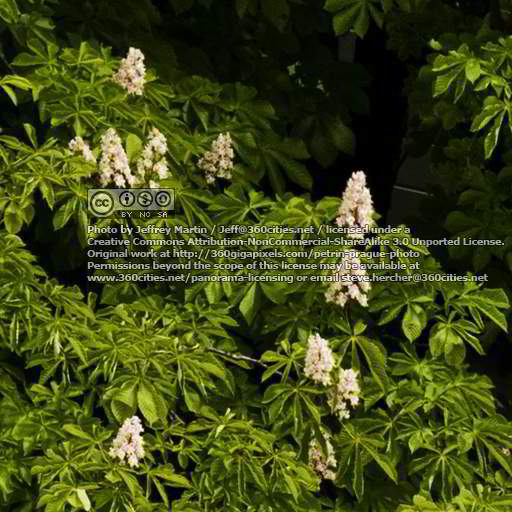 cc
BY NC SA
Photo by Jeffrey Martin / Jeff@360cities.net / licensed under a
Creative Commons Attribution-NonCommercial-ShareAlike 3.0 Unported License.
Original work at http://360gigapixels.com/petrin-prague-photo
Permissions beyond the scope of this license may be available at
www.360cities.net/panorama-licensing or email steve.hercher@360cities.net